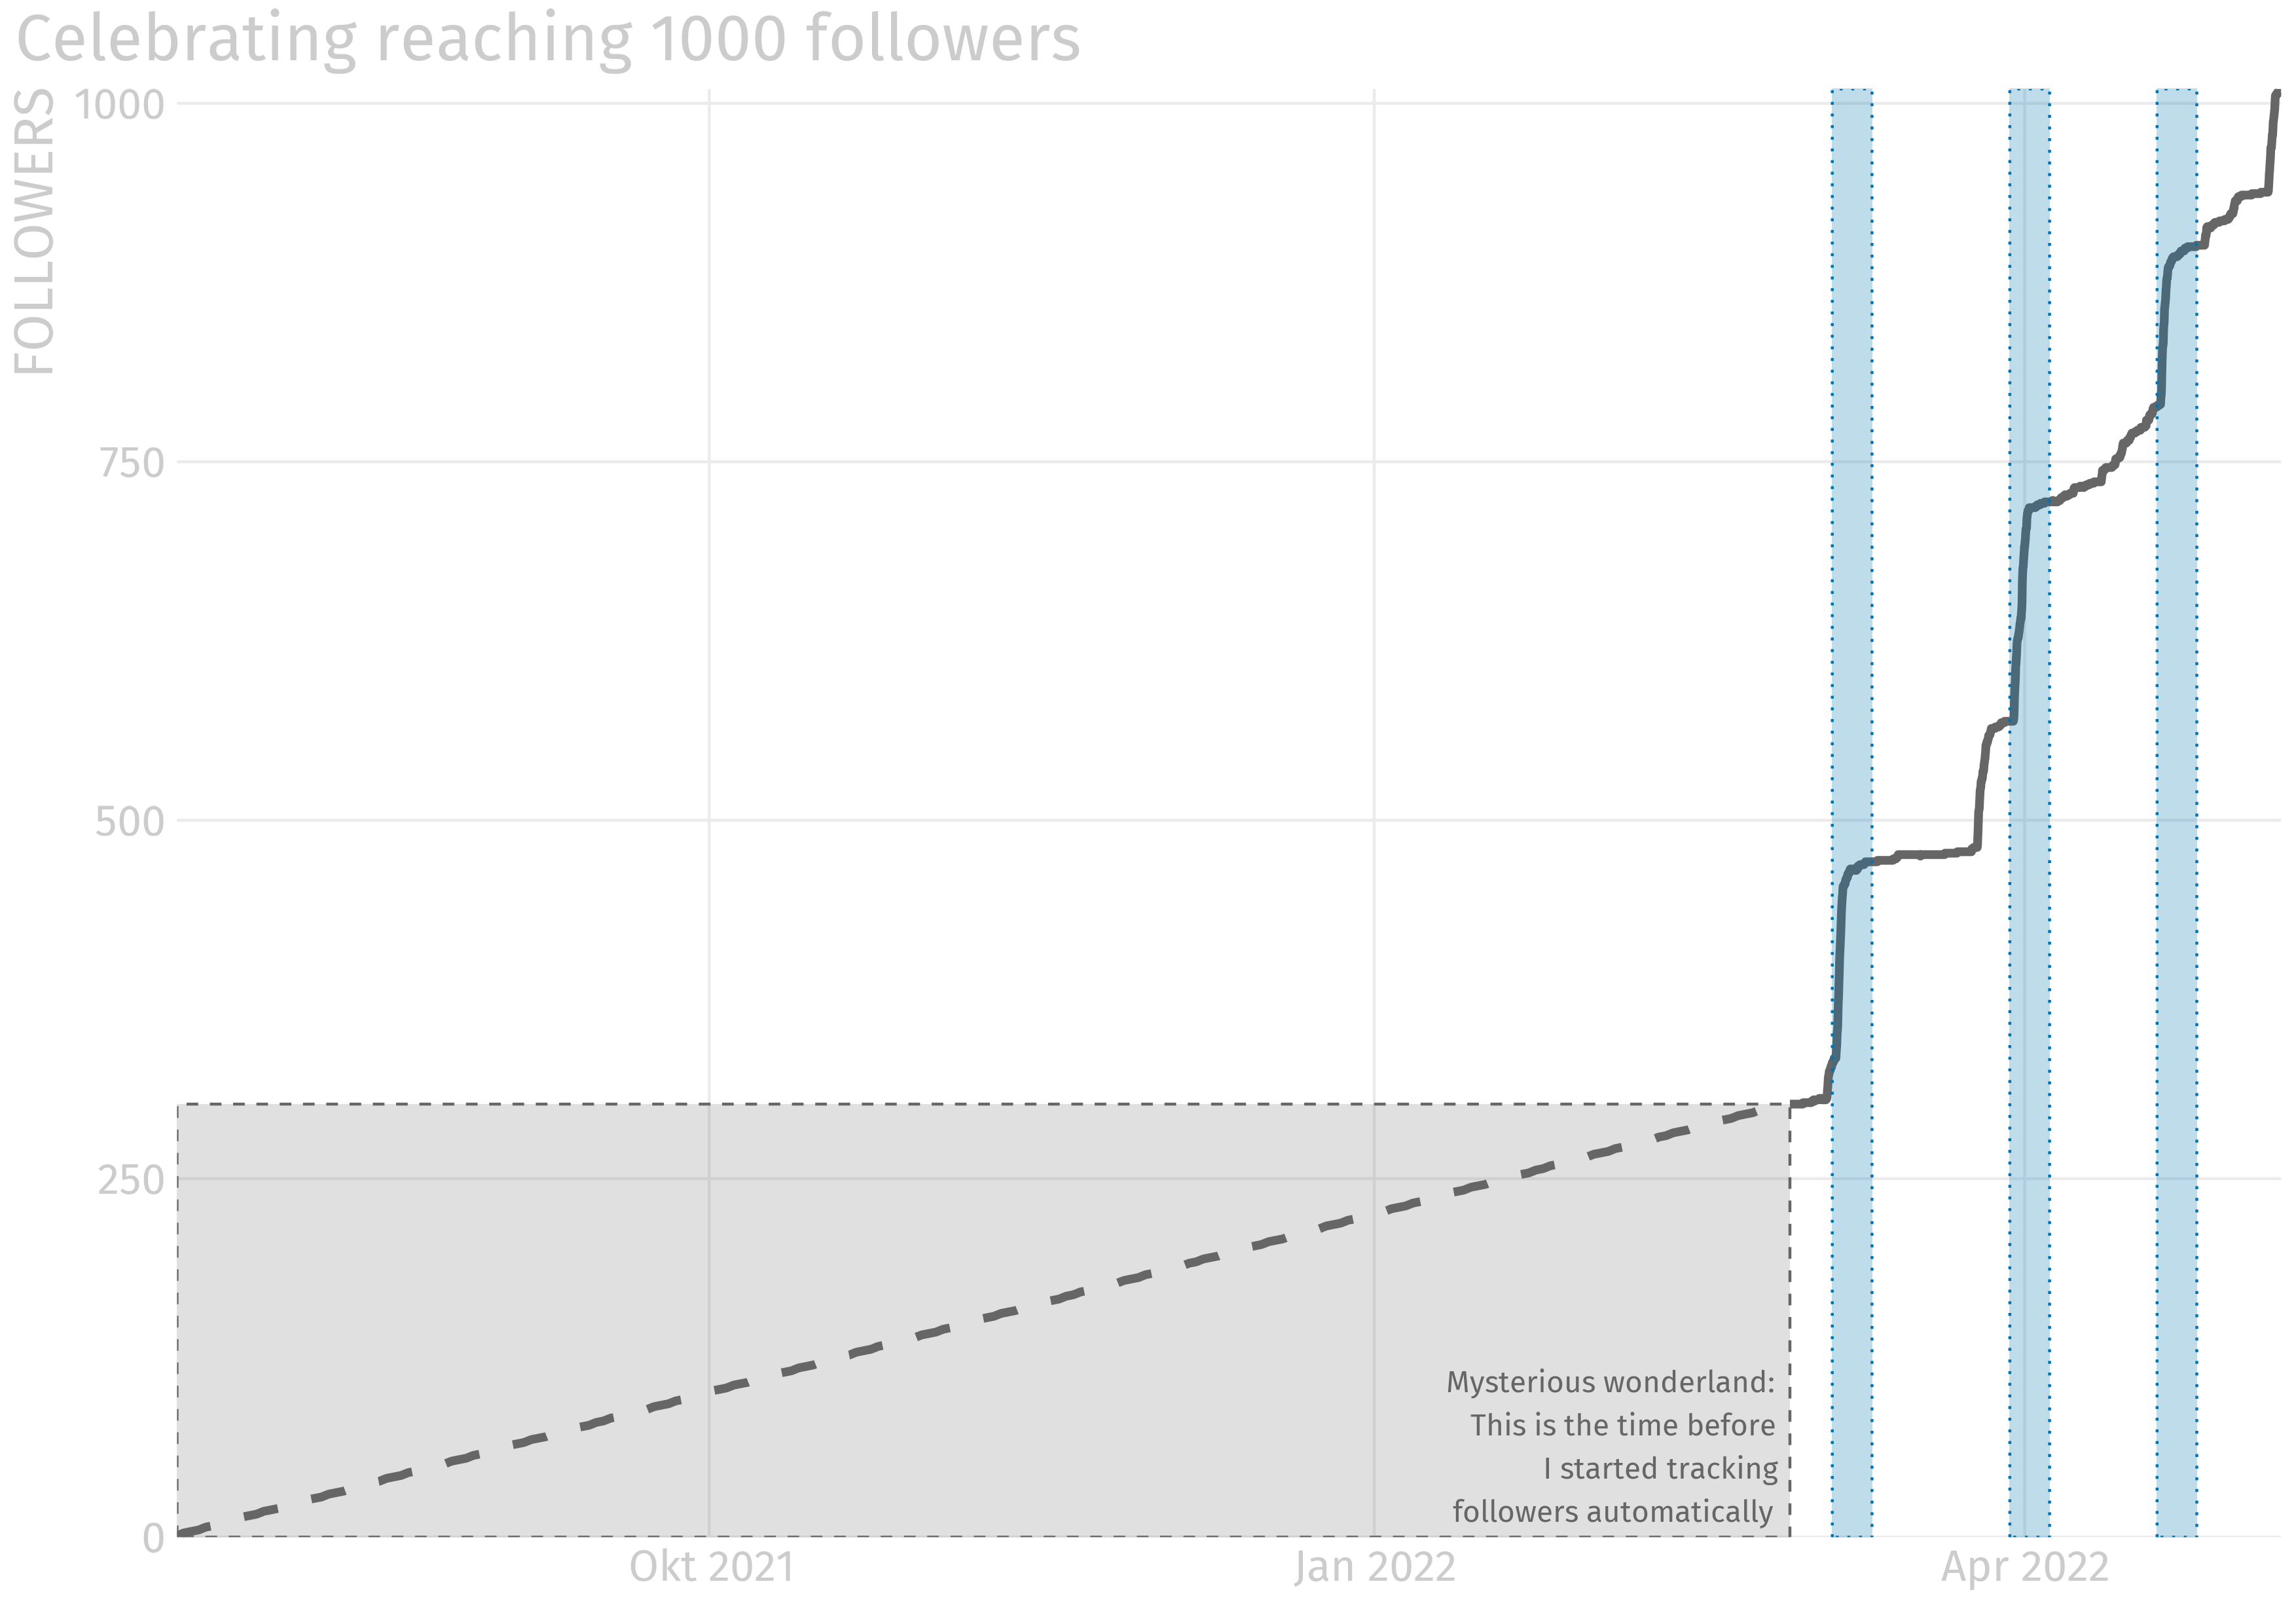 Celebrating reaching 1000 followers
FOLLOWERS
1000
750
500
250
0
Mysterious wonderland:
This is the time before
I started tracking
followers automatically
Okt 2021
Jan 2022
Apr 2022